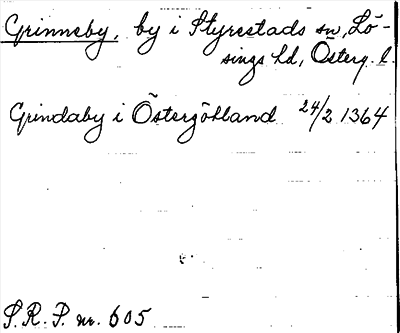 Grinneby, by i Styrestads sn, Lö-
sings hd, Österg. l.
Grindaby i Östergötland 24/2 1364
S.R.P. nr. 605